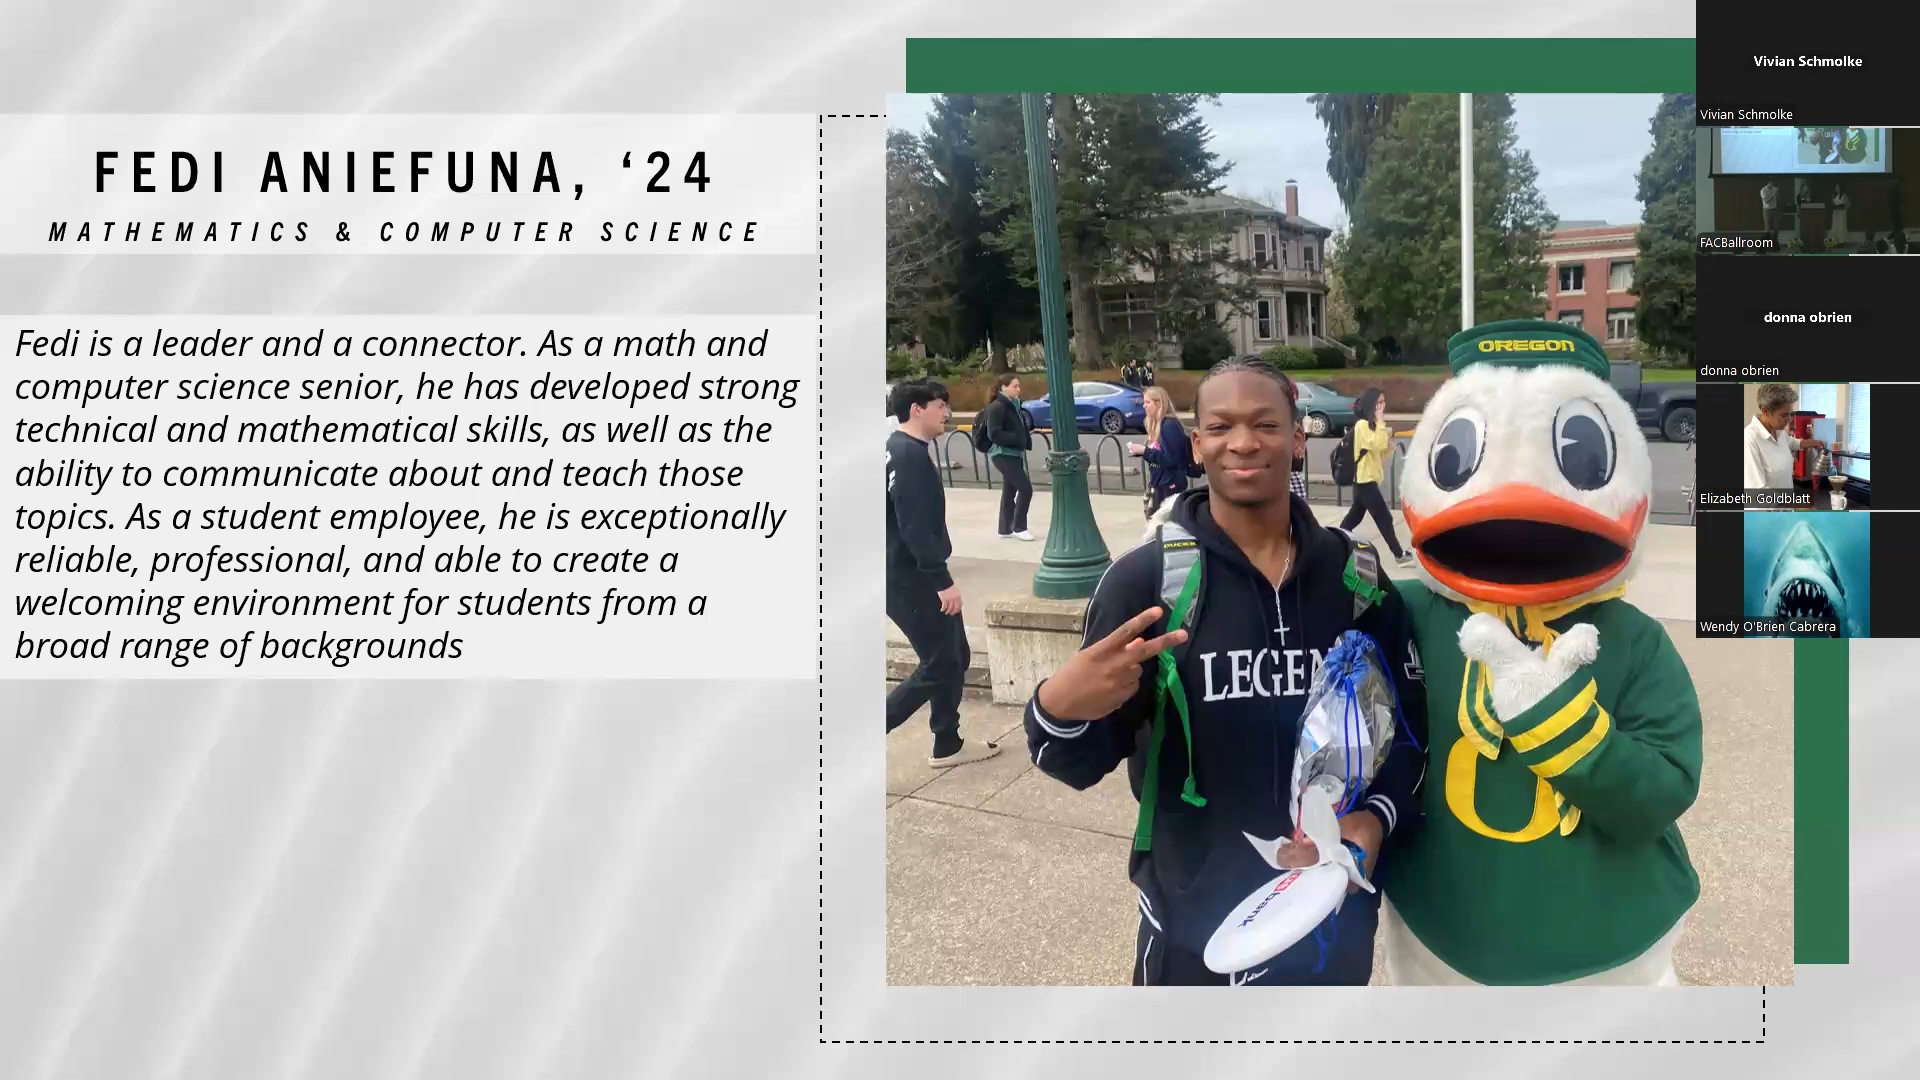 FEDI ANIEFUNA, ‘24
MATHEMATICS & COMPUTER SCIENCE
Fedi is a leader and a connector. As a math and
computer science senior, he has developed strong
technical and mathematical skills, as well as the
ability to communicate about and teach those
topics. As a student employee, he is exceptionally
reliable, professional, and able to create a
welcoming environment for students from a
broad range of backgrounds
OREGON
DUCKS
LEGEN
O
bank
Vivian Schmolke
Vivian Schmolke
FACBallroom
donna obrien
donna obrien
Elizabeth Goldblatt
Wendy O'Brien Cabrera